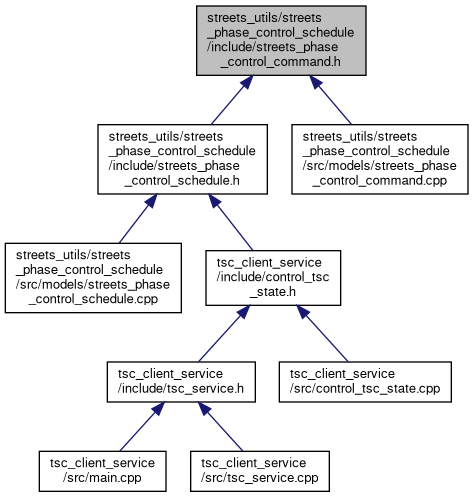 streets_utils/streets
_phase_control_schedule
/include/streets_phase
_control_command.h
streets_utils/streets
_phase_control_schedule
/include/streets_phase
_control_schedule.h
streets_utils/streets
_phase_control_schedule
/src/models/streets_phase
_control_command.cpp
streets_utils/streets
_phase_control_schedule
/src/models/streets_phase
_control_schedule.cpp
tsc_client_service
/include/control_tsc
_state.h
tsc_client_service
/include/tsc_service.h
tsc_client_service
/src/control_tsc_state.cpp
tsc_client_service
/src/main.cpp
tsc_client_service
/src/tsc_service.cpp